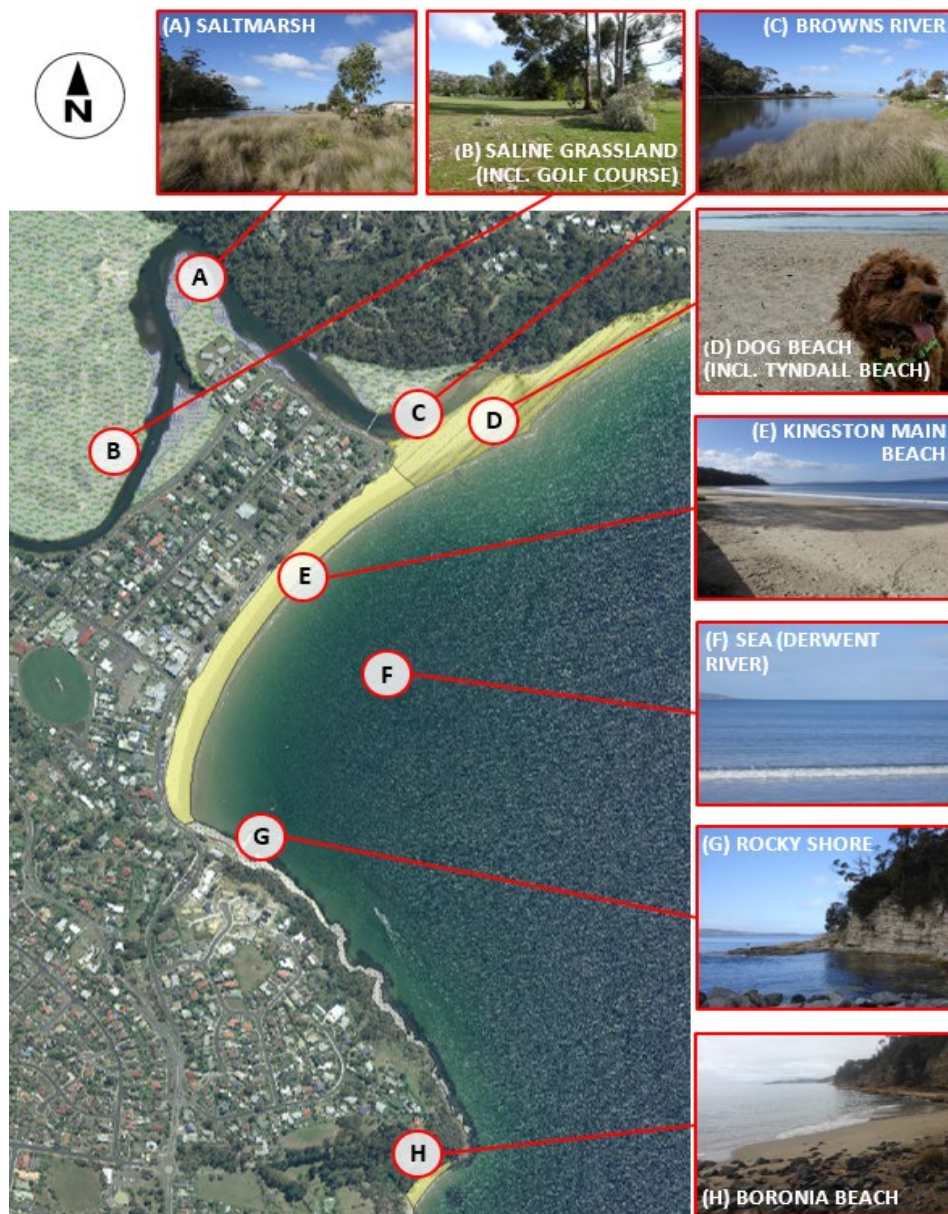 N
(A) SALTMARSH
(B) SALINE GRASSLAND
(INCL. GOLF COURSE)
(C) BROWNS RIVER
(D) DOG BEACH
(INCL. TYNDALL BEACH)
(E) KINGSTON MAIN
BEACH
(F) SEA (DERWENT
RIVER)
(G) ROCKY SHORE
(H) BORONIA BEACH
A
B
C
D
E
F
G
H